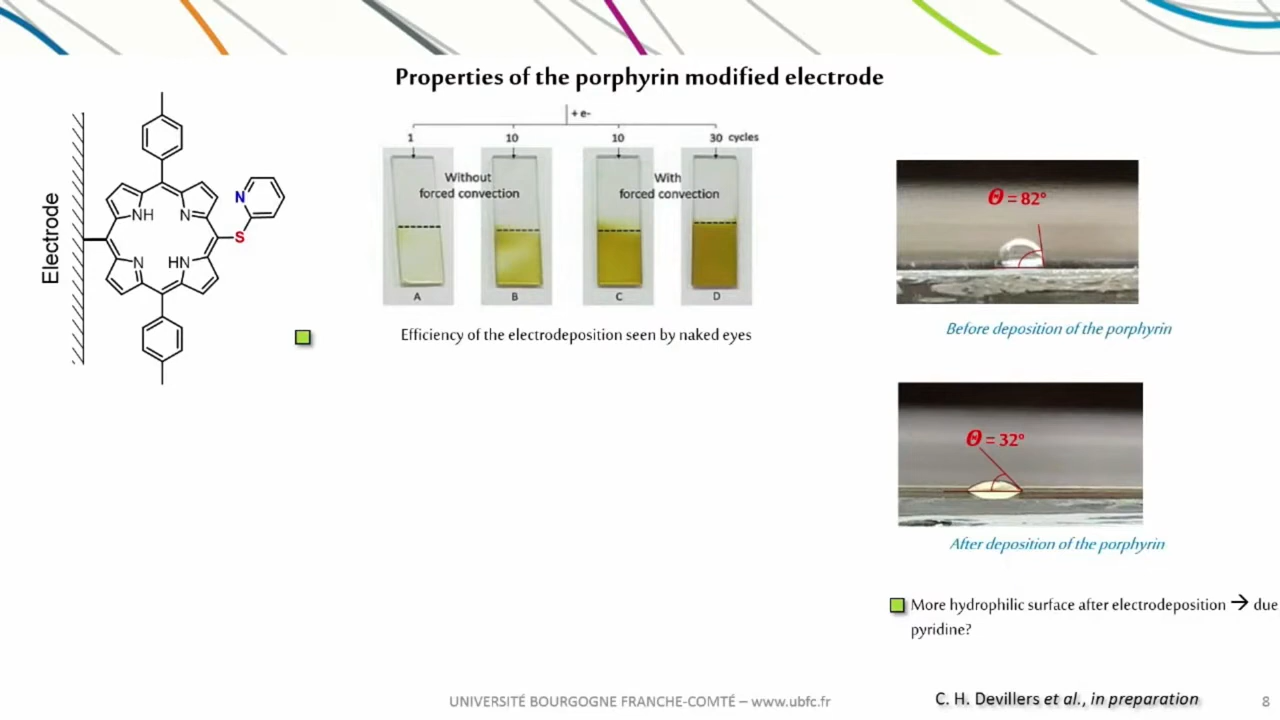 Properties of the porphyrin modified electrode
Electrode
NH
N
N
HN
N
S
+ e-
1
10
10
30 cycles
Without
forced convection
With
forced convection
A
B
C
D
Efficiency of the electrodeposition seen by naked eyes
Θ = 82°
Before deposition of the porphyrin
Θ = 32°
After deposition of the porphyrin
More hydrophilic surface after electrodeposition → due
pyridine?
UNIVERSITÉ BOURGOGNE FRANCHE-COMTÉ – www.ubfc.fr
C. H. Devillers et al., in preparation
8